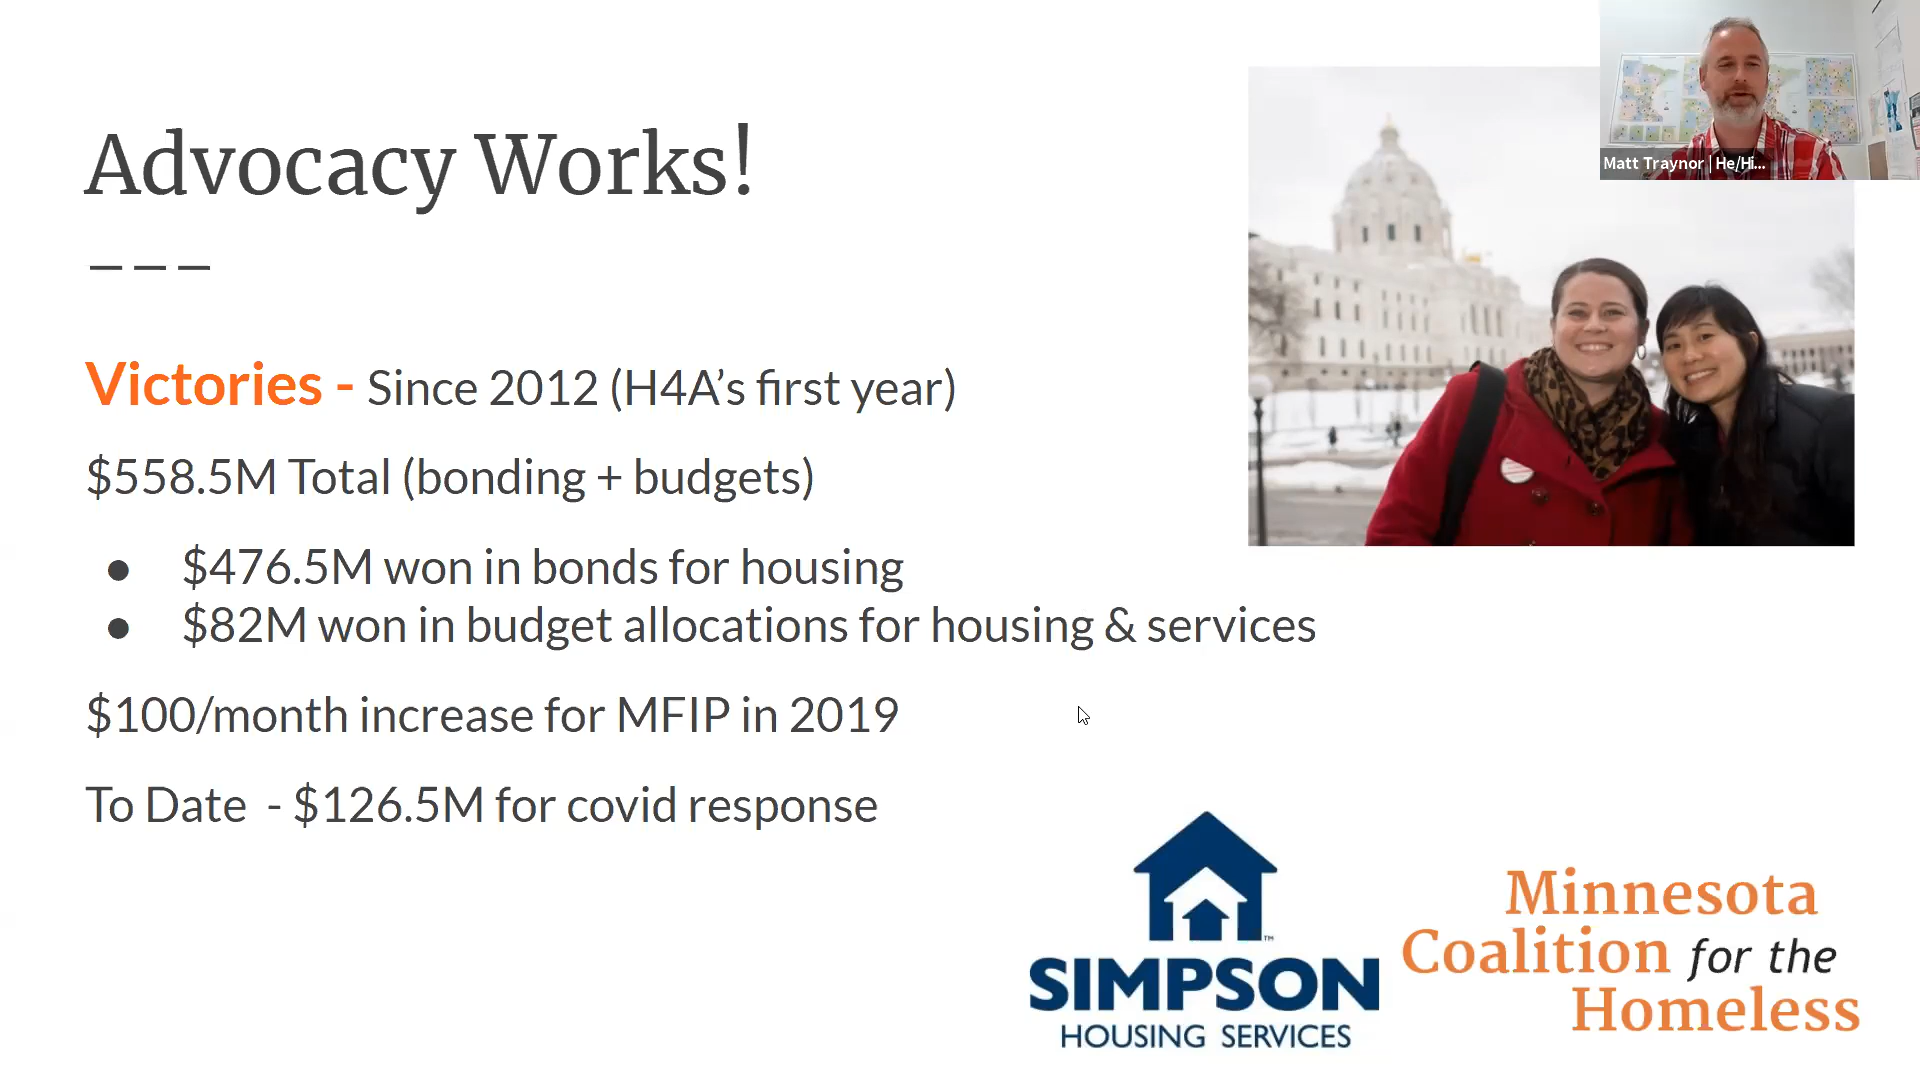 Advocacy Works!
Victories - Since 2012 (H4A’s first year)
$558.5M Total (bonding + budgets)
● $476.5M won in bonds for housing
● $82M won in budget allocations for housing & services
$100/month increase for MFIP in 2019
To Date - $126.5M for covid response
Matt Traynor | He/Hi...
SIMPSON™
HOUSING SERVICES
Minnesota
Coalition for the
Homeless